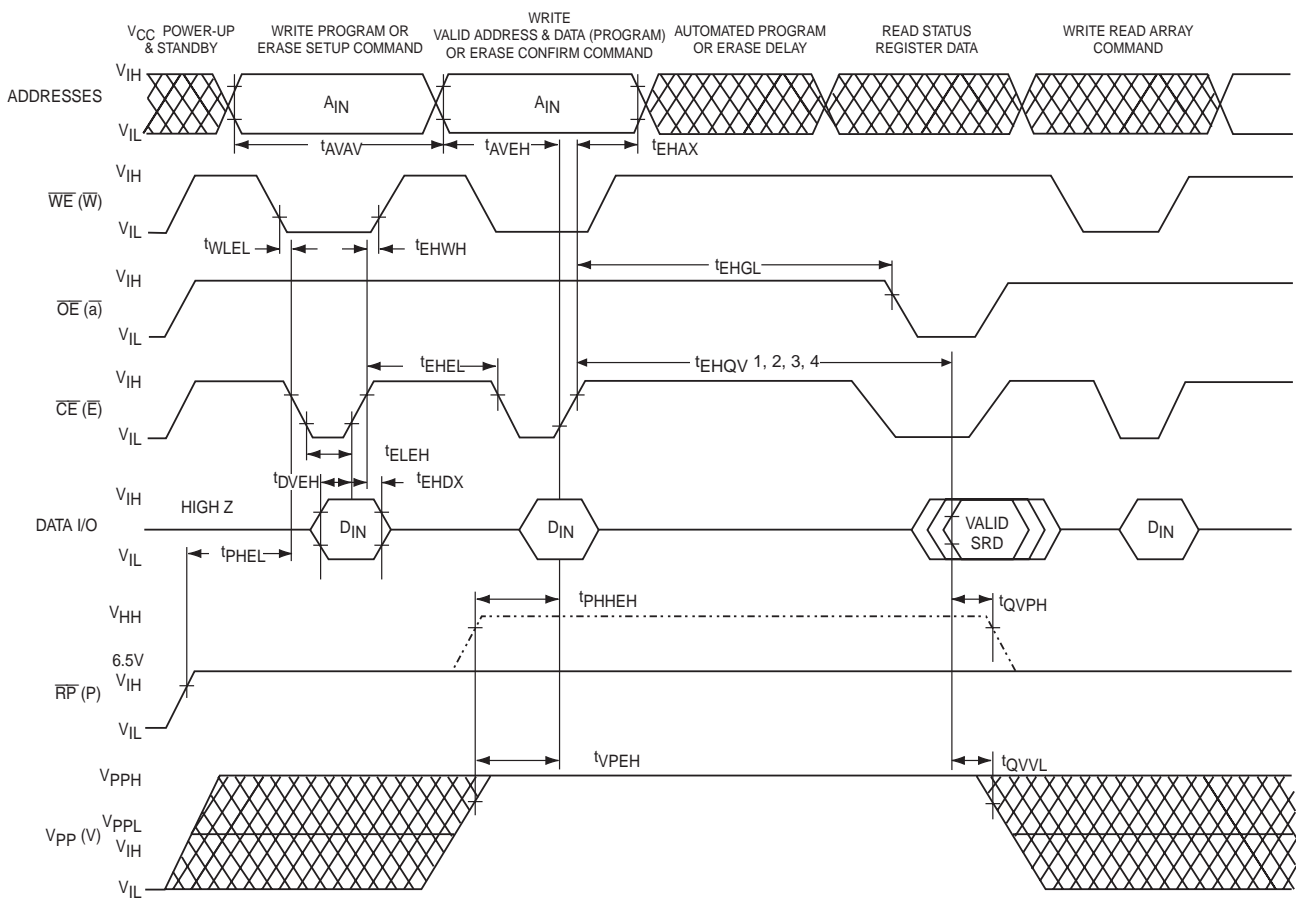 VCC POWER-UP
& STANDBY
WRITE PROGRAM OR
ERASE SETUP COMMAND
WRITE
VALID ADDRESS & DATA (PROGRAM)
OR ERASE CONFIRM COMMAND
AUTOMATED PROGRAM
OR ERASE DELAY
READ STATUS
REGISTER DATA
WRITE READ ARRAY
COMMAND
ADDRESSES
VIH
VIL
AIN
AIN
tAVAV
tAVEH
tEHAX
WE (W)
VIH
VIL
tWLEL
tEHWH
tEHGL
OE (a)
VIH
VIL
tEHEL
tEHQV 1, 2, 3, 4
CE (E)
VIH
VIL
tELEH
tDVEH
tEHDX
DATA I/O
VIH
VIL
HIGH Z
DIN
DIN
VALID
SRD
DIN
tPHEL
tPHHEH
tQVPH
VHH
6.5V
VIH
RP (P)
VIL
tVPEH
tQVVL
VPPH
VPPL
VPP (V)
VIH
VIL